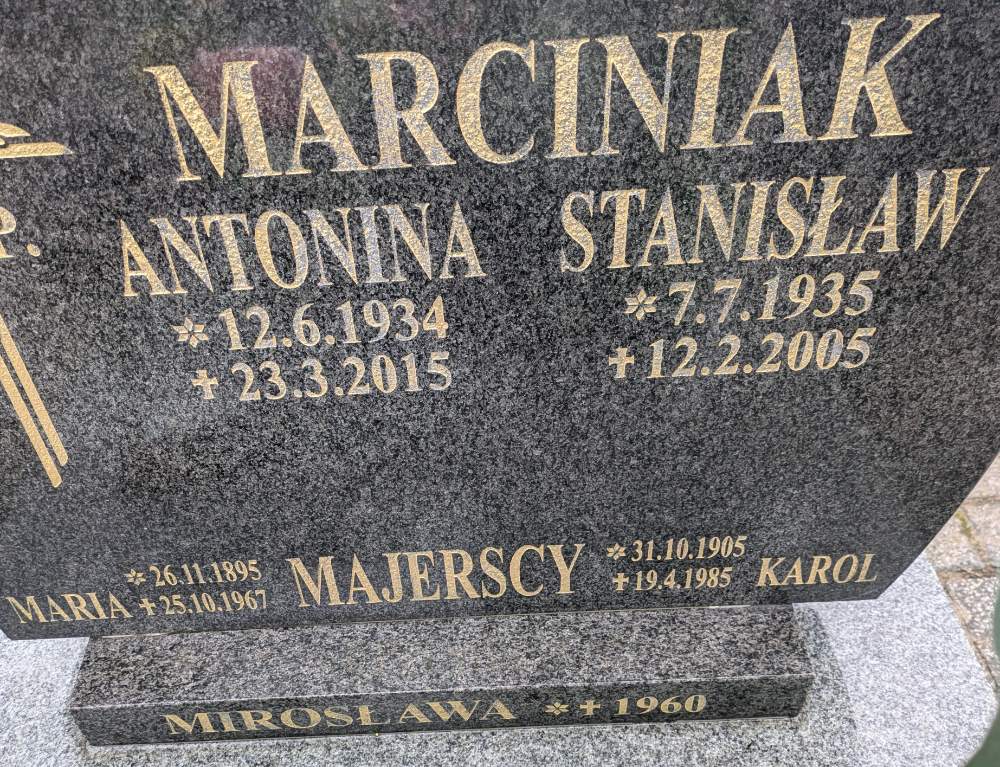 MARCINIAK
P.
ANTONINA STANISŁAW
* 12.6.1934 * 7.7.1935
+ 23.3.2015 + 12.2.2005
* 26.11.1895 MAJERSCY * 31.10.1905
MARIA + 25.10.1967 + 19.4.1985 KAROL
MIROSŁAWA * + 1960